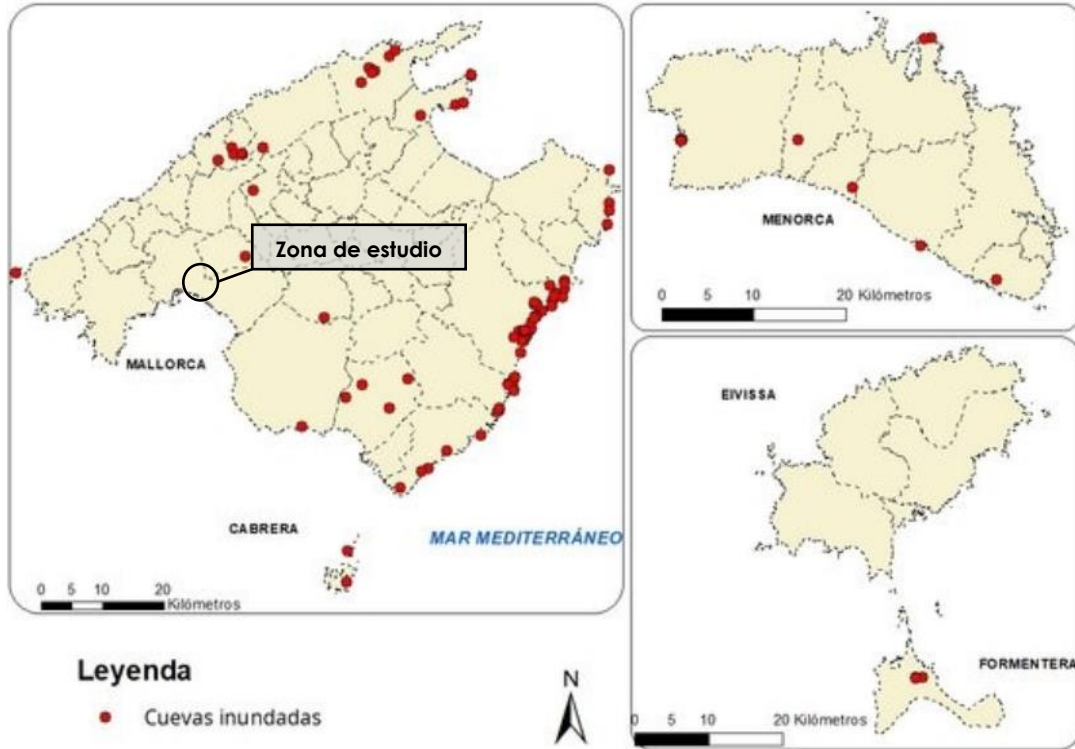 Zona de estudio
MALLORCA
CABRERA
MAR MEDITERRÁNEO
0 5 10 20
Kilómetros
MENORCA
0 5 10 20 Kilómetros
EIVISSA
FORMENTERA
0 5 10 20 Kilómetros
Leyenda
Cuevas inundadas
N